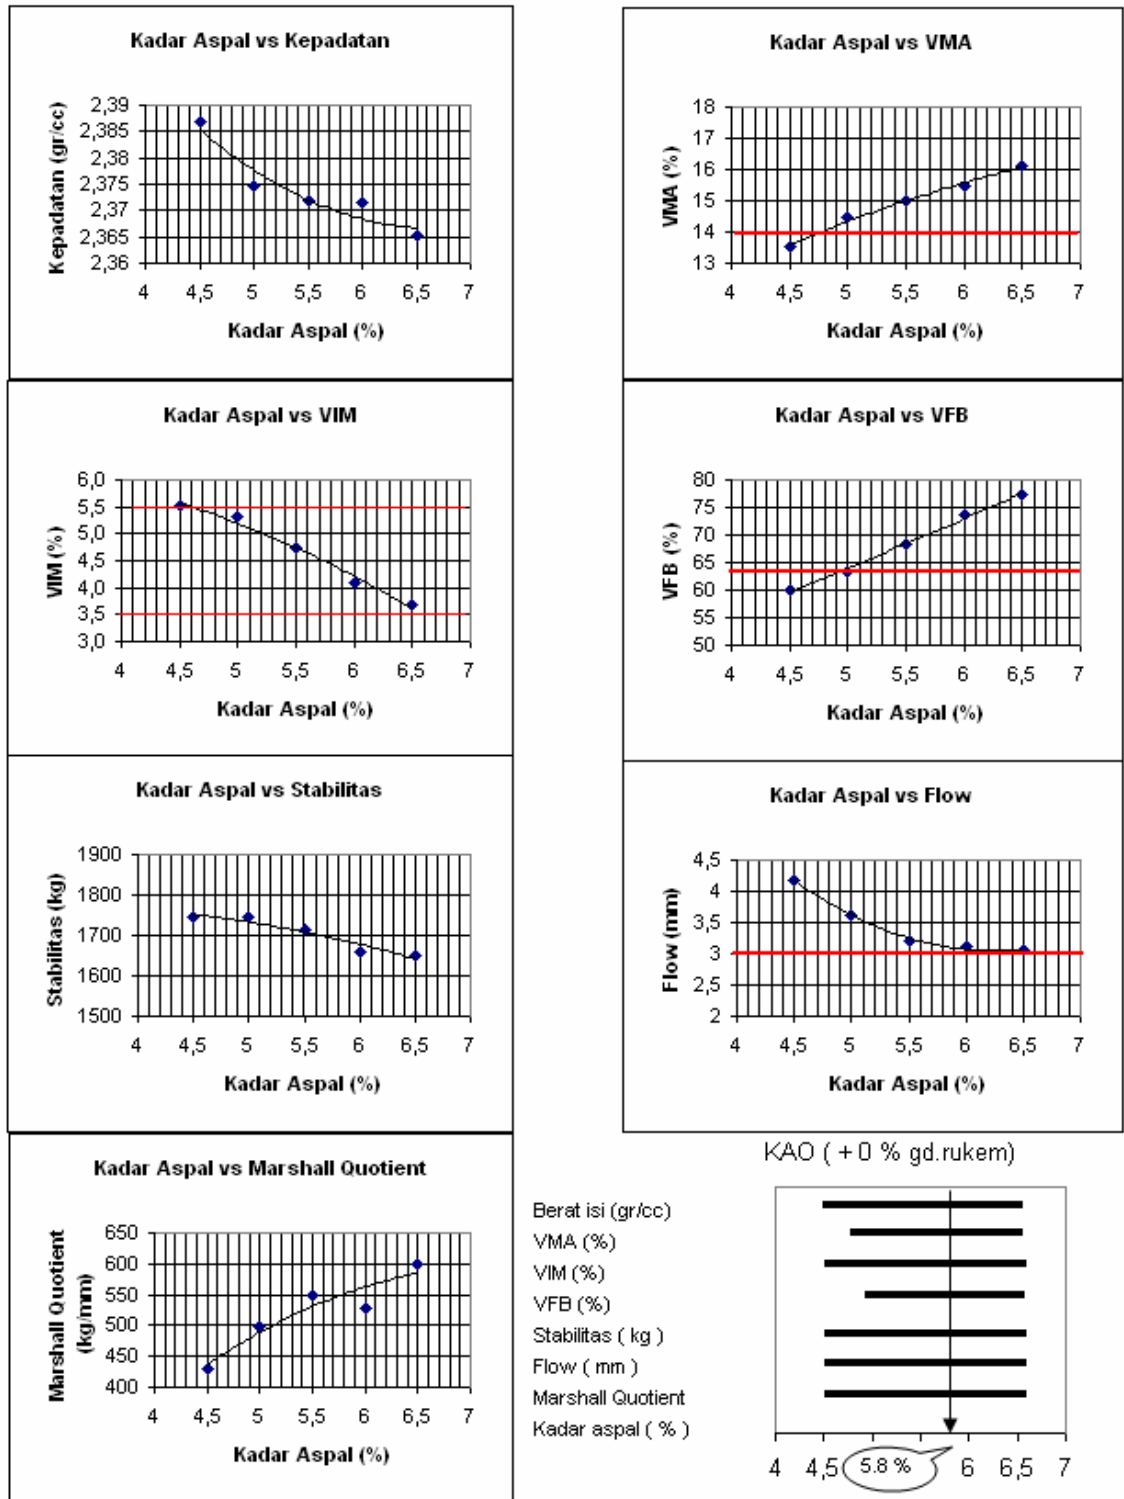 Kadar Aspal vs Kepadatan
Kepadatan (gr/cc)
2,39
2,385
2,38
2,375
2,37
2,365
2,36
4 4,5 5 5,5 6 6,5 7
Kadar Aspal (%)
Kadar Aspal vs VMA
VMA (%)
18
17
16
15
14
13
4 4,5 5 5,5 6 6,5 7
Kadar Aspal (%)
Kadar Aspal vs VIM
VIM (%)
6,0
5,5
5,0
4,5
4,0
3,5
3,0
4 4,5 5 5,5 6 6,5 7
Kadar Aspal (%)
Kadar Aspal vs VFB
VFB (%)
80
75
70
65
60
55
50
4 4,5 5 5,5 6 6,5 7
Kadar Aspal (%)
Kadar Aspal vs Stabilitas
Stabilitas (kg)
1900
1800
1700
1600
1500
4 4,5 5 5,5 6 6,5 7
Kadar Aspal (%)
Kadar Aspal vs Flow
Flow (mm)
4,5
4
3,5
3
2,5
2
4 4,5 5 5,5 6 6,5 7
Kadar Aspal (%)
Kadar Aspal vs Marshall Quotient
Marshall Quotient
(kg/mm)
650
600
550
500
450
400
4 4,5 5 5,5 6 6,5 7
Kadar Aspal (%)
KAO ( + 0 % gd.rukem)
Berat isi (gr/cc)
VMA (%)
VIM (%)
VFB (%)
Stabilitas ( kg )
Flow ( mm )
Marshall Quotient
Kadar aspal ( % )
4 4,5 5.8 % 6 6,5 7